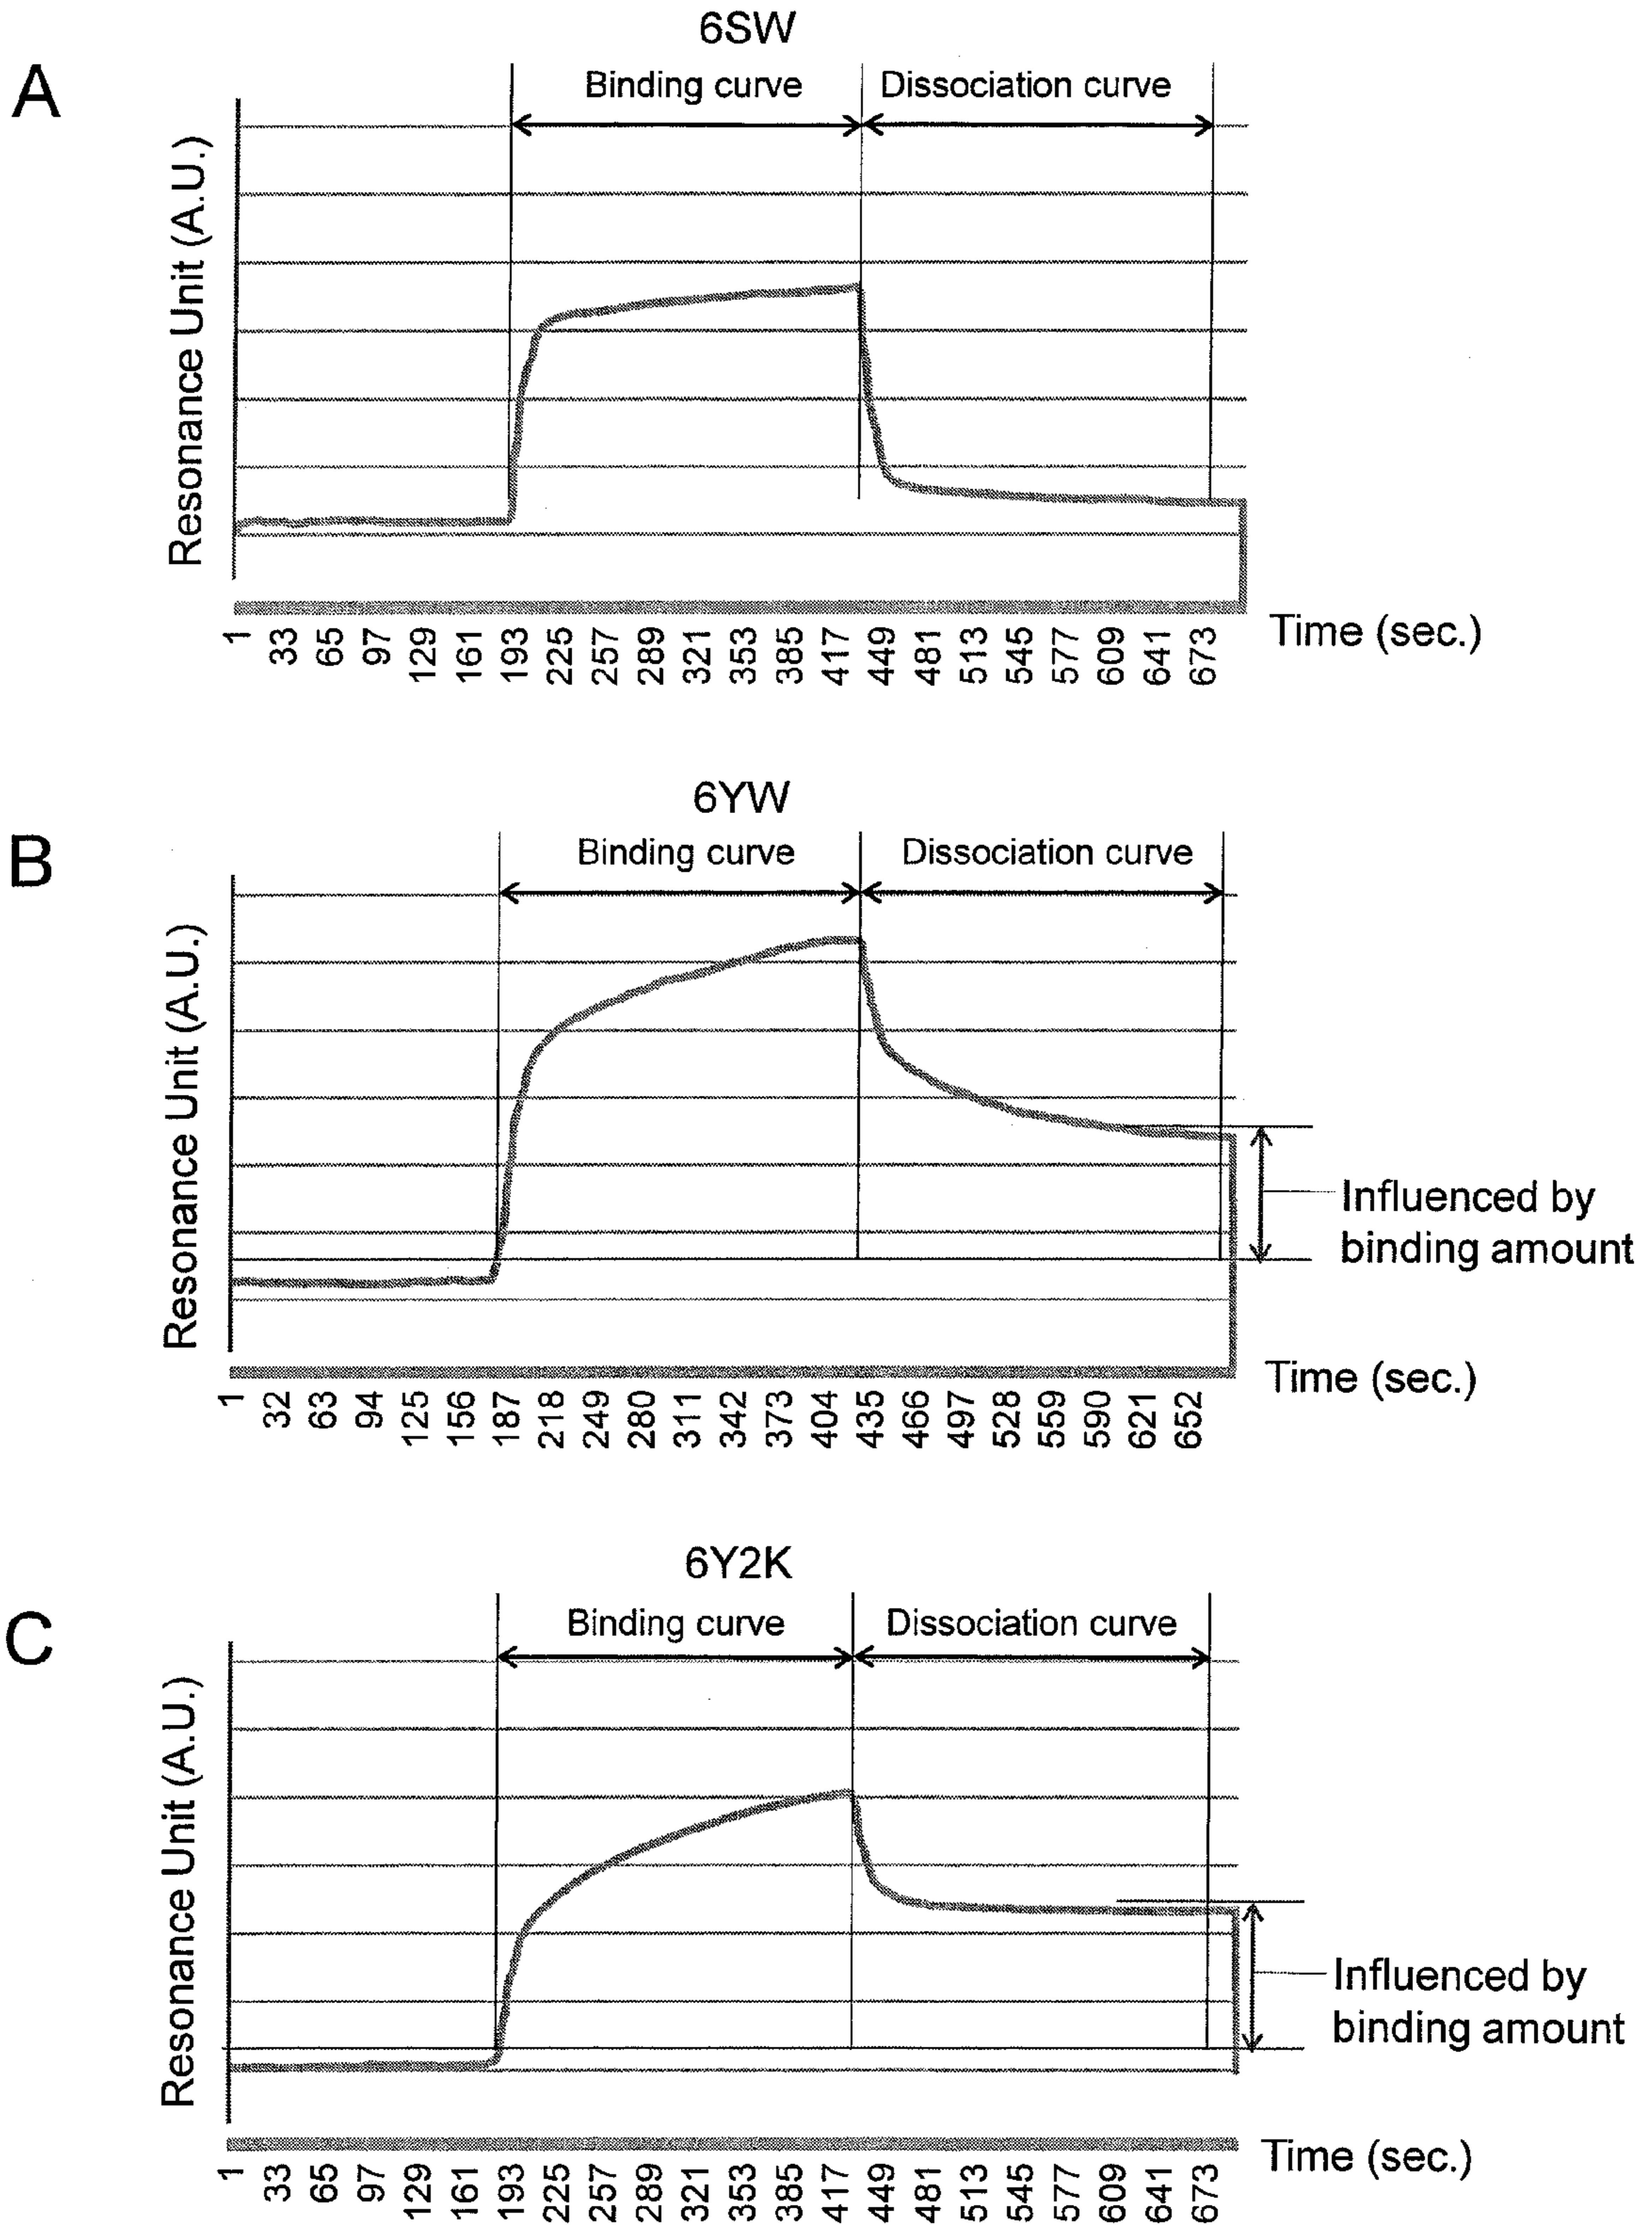 6SW
A
Binding curve
Dissociation curve
Resonance Unit (A.U.)
1 33 65 97 129 161 193 225 257 289 321 353 385 417 449 481 513 545 577 609 641 673
Time (sec.)
6YW
B
Binding curve
Dissociation curve
Resonance Unit (A.U.)
Influenced by
binding amount
1 32 63 94 125 156 187 218 249 280 311 342 373 404 435 466 497 528 559 590 621 652
Time (sec.)
6Y2K
C
Binding curve
Dissociation curve
Resonance Unit (A.U.)
Influenced by
binding amount
1 33 65 97 129 161 193 225 257 289 321 353 385 417 449 481 513 545 577 609 641 673
Time (sec.)